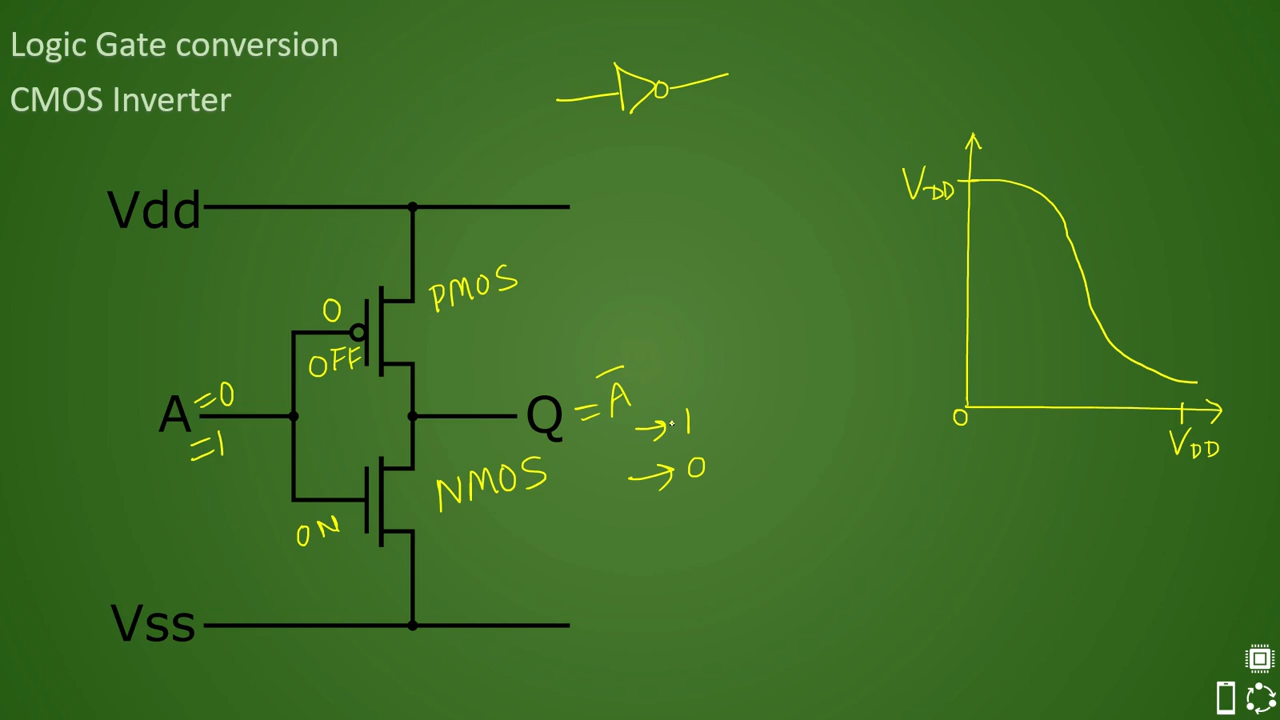 Logic Gate conversion
CMOS Inverter
Vdd
PMOS
0
OFF
A =0
=1
Q = A̅
→ 1
→ 0
NMOS
ON
Vss
VDD
0
VDD